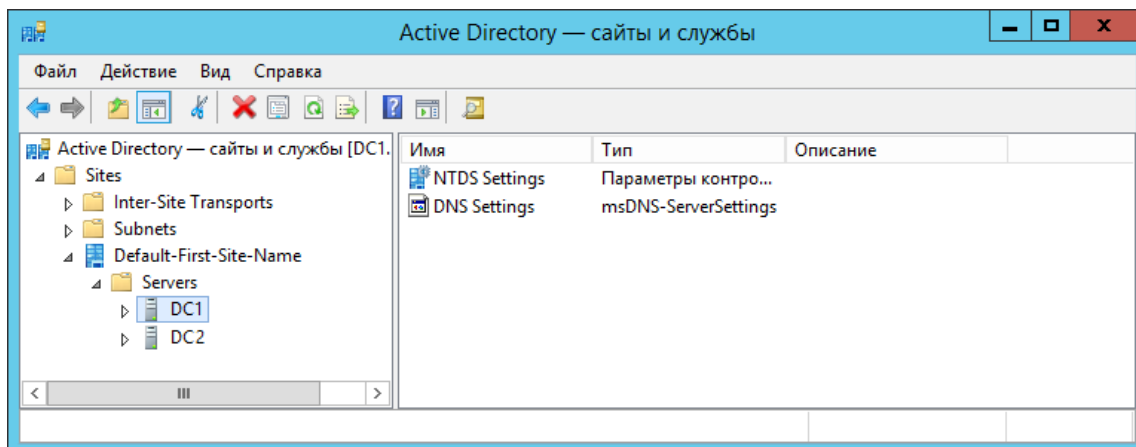 Active Directory — сайты и службы
Файл Действие Вид Справка
Active Directory — сайты и службы [DC1.
Sites
Inter-Site Transports
Subnets
Default-First-Site-Name
Servers
DC1
DC2
Имя Тип Описание
NTDS Settings Параметры контро...
DNS Settings msDNS-ServerSettings